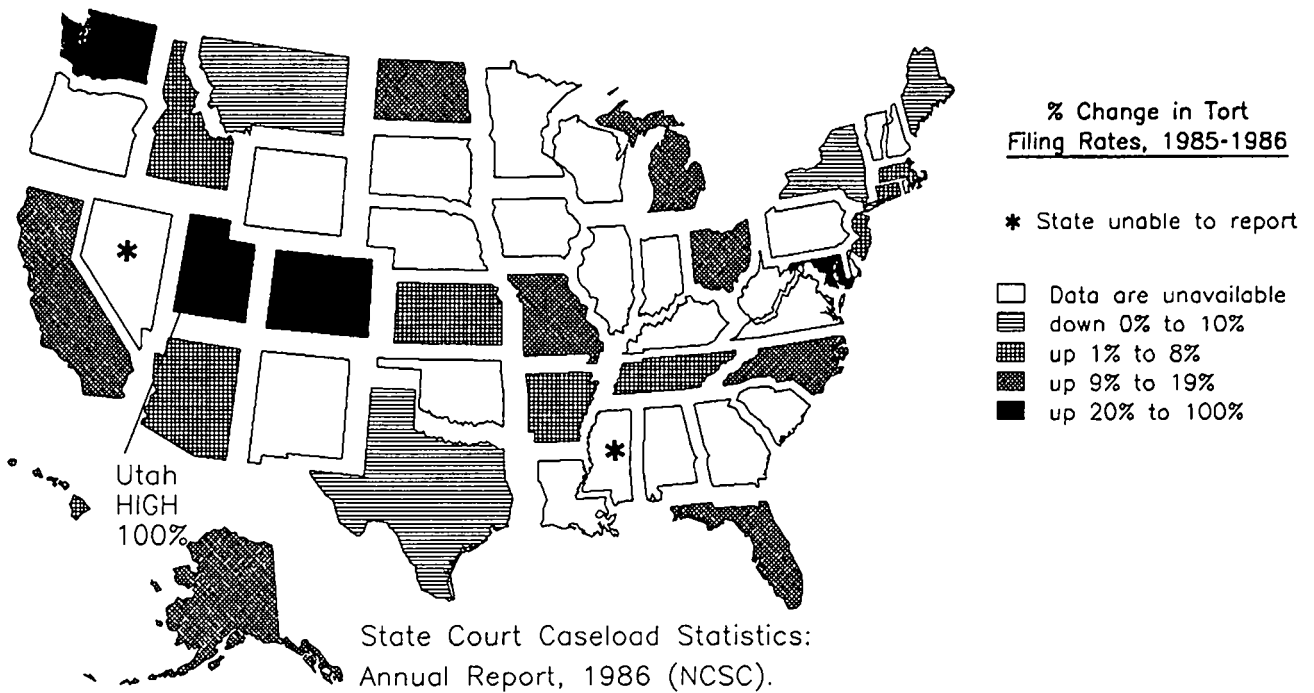 % Change in Tort
Filing Rates, 1985-1986
* State unable to report
Data are unavailable
down 0% to 10%
up 1% to 8%
up 9% to 19%
up 20% to 100%
*
*
Utah
HIGH
100%
State Court Caseload Statistics:
Annual Report, 1986 (NCSC).